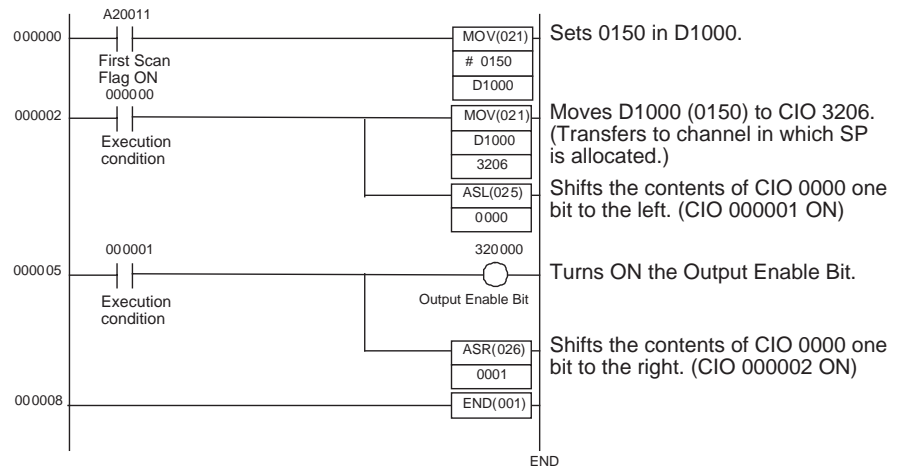 A20011
000000
MOV(021)
Sets 0150 in D1000.
First Scan
Flag ON
# 0150
D1000
000000
000002
MOV(021)
Moves D1000 (0150) to CIO 3206.
(Transfers to channel in which SP
is allocated.)
Execution
condition
D1000
3206
ASL(025)
Shifts the contents of CIO 0000 one
bit to the left. (CIO 000001 ON)
0000
000001
320000
000005
Turns ON the Output Enable Bit.
Execution
condition
Output Enable Bit
ASR(026)
Shifts the contents of CIO 0000 one
bit to the right. (CIO 000002 ON)
0001
000008
END(001)
END